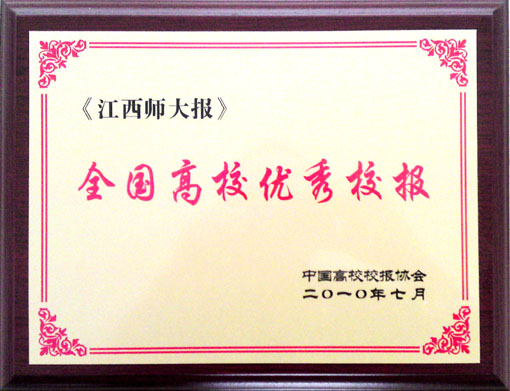 《江西师大报》
全国高校优秀校报
中国高校校报协会
二〇一〇年七月